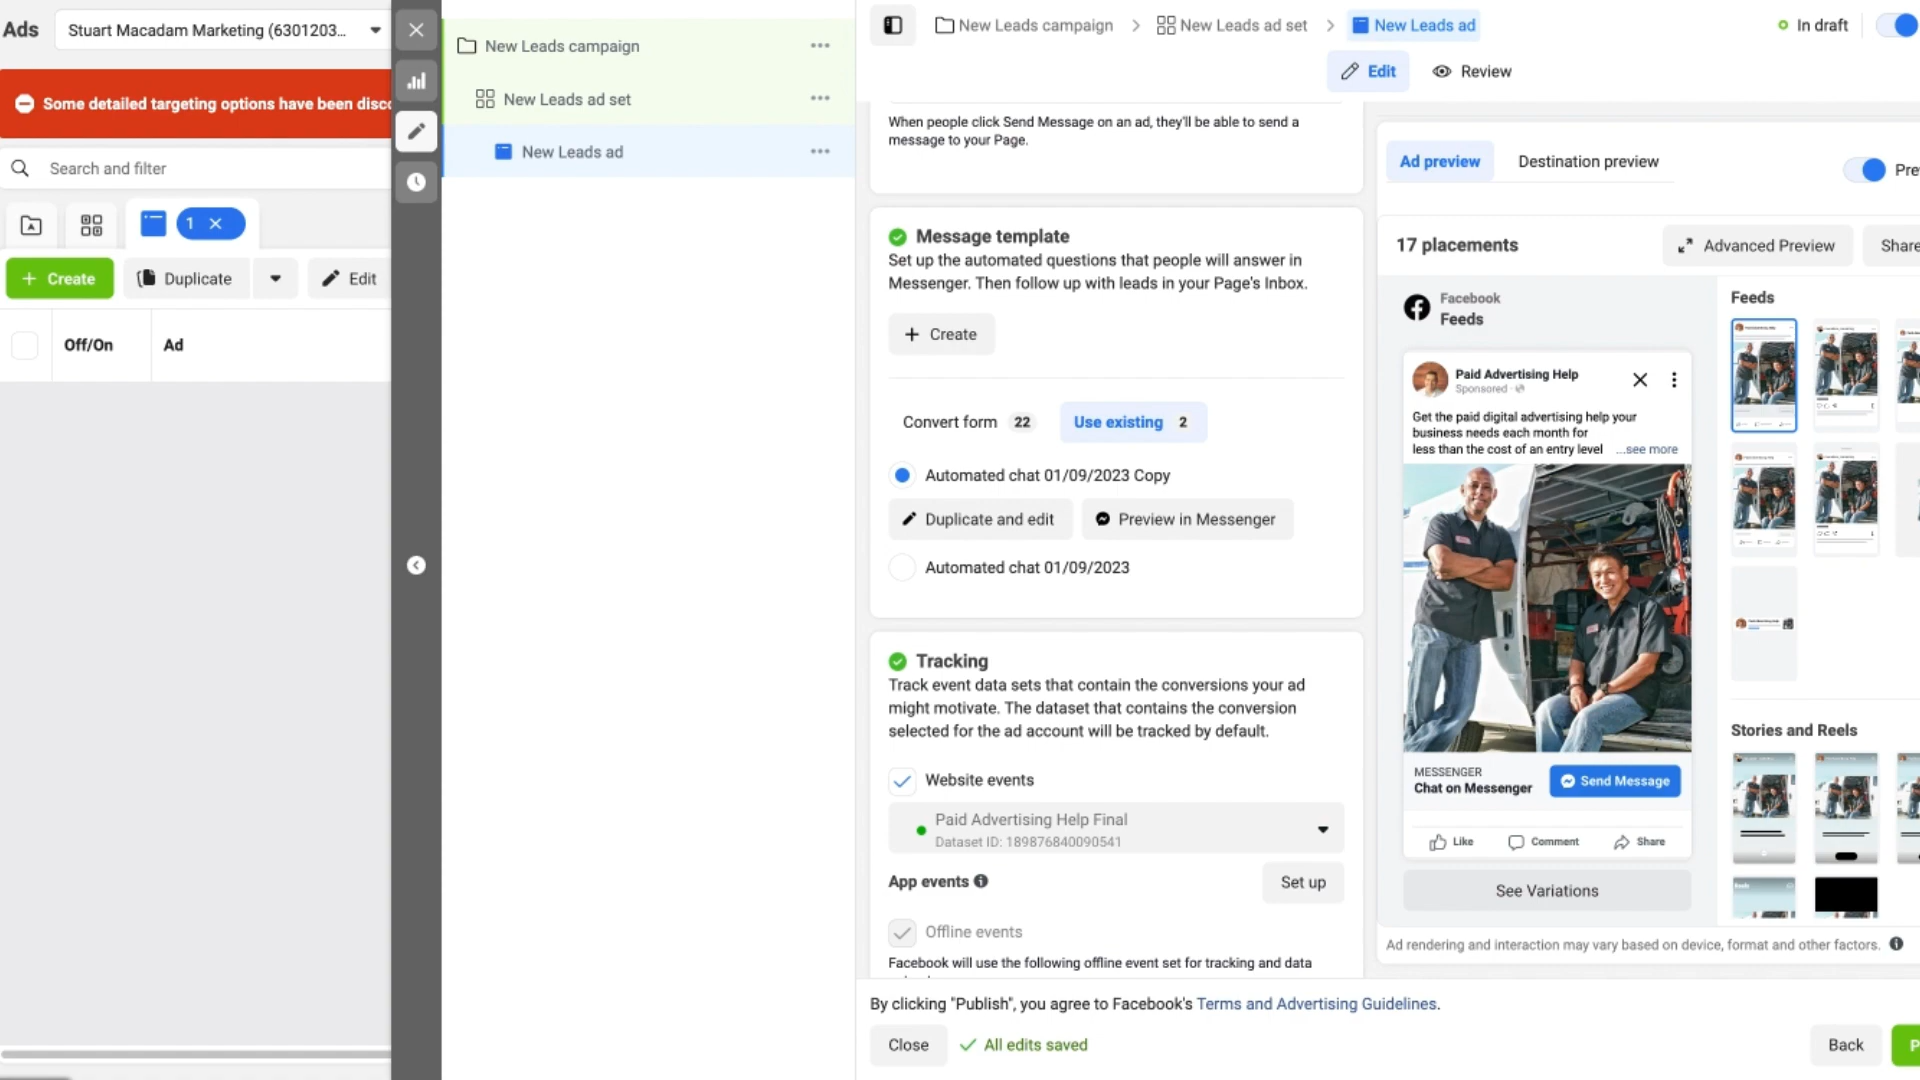 Ads
Stuart Macadam Marketing (6301203...
Some detailed targeting options have been disco
Search and filter
1
Create
Duplicate
Edit
Off/On
Ad
New Leads campaign
New Leads ad set
New Leads ad
New Leads campaign
New Leads ad set
New Leads ad
In draft
Edit
Review
When people click Send Message on an ad, they'll be able to send a
message to your Page.
Message template
Set up the automated questions that people will answer in
Messenger. Then follow up with leads in your Page's Inbox.
Create
Convert form 22
Use existing 2
Automated chat 01/09/2023 Copy
Duplicate and edit
Preview in Messenger
Automated chat 01/09/2023
Tracking
Track event data sets that contain the conversions your ad
might motivate. The dataset that contains the conversion
selected for the ad account will be tracked by default.
Website events
Paid Advertising Help Final
Dataset ID: 189876840090541
App events
Set up
Offline events
Facebook will use the following offline event set for tracking and data
By clicking "Publish", you agree to Facebook's Terms and Advertising Guidelines.
Close
All edits saved
Back
P
Ad preview
Destination preview
Pre
17 placements
Advanced Preview
Share
Facebook
Feeds
Paid Advertising Help
Sponsored
Get the paid digital advertising help your
business needs each month for
less than the cost of an entry level ...see more
MESSENGER
Chat on Messenger
Send Message
Like
Comment
Share
See Variations
Feeds
Stories and Reels
Ad rendering and interaction may vary based on device, format and other factors.